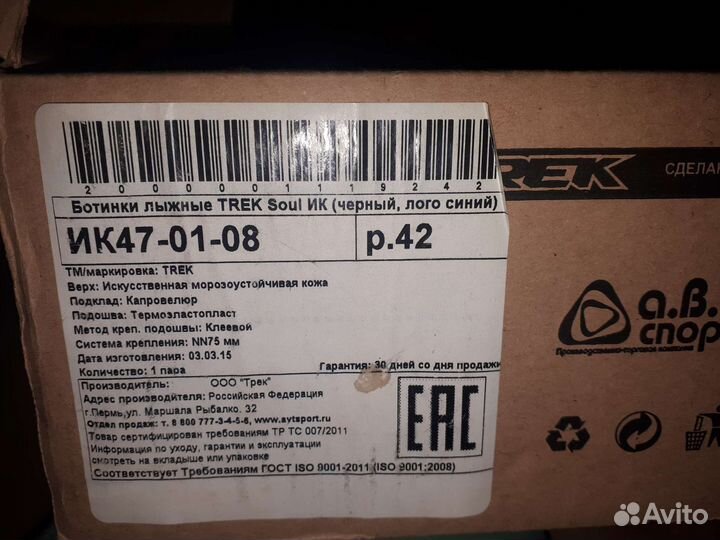 2000001119242
Ботинки лыжные TREK Soul ИК (черный, лого синий)
ИК47-01-08
р.42
ТМ/маркировка: TREK
Верх: Искусственная морозоустойчивая кожа
Подклад: Капровелюр
Подошва: Термоэластопласт
Метод креп. подошвы: Клеевой
Система крепления: NN75 мм
Дата изготовления: 03.03.15
Количество: 1 пара
Гарантия: 30 дней со дня продажи
Производитель: ООО "Трек"
Адрес производителя: Российская Федерация
г.Пермь,ул. Маршала Рыбалко. 32
Отдел продаж: т. 8 800 777-3-4-5-6, www.avtsport.ru
Товар сертифицирован требованиям ТР ТС 007/2011
Информация по уходу, гарантии и эксплуатации
смотреть на вкладыше или упаковке
Соответствует Требованиям ГОСТ ISO 9001-2011 (ISO 9001:2008)
EAC
TREK
СДЕЛА
а.В.
спор
Производственно-торговая компания
Avito